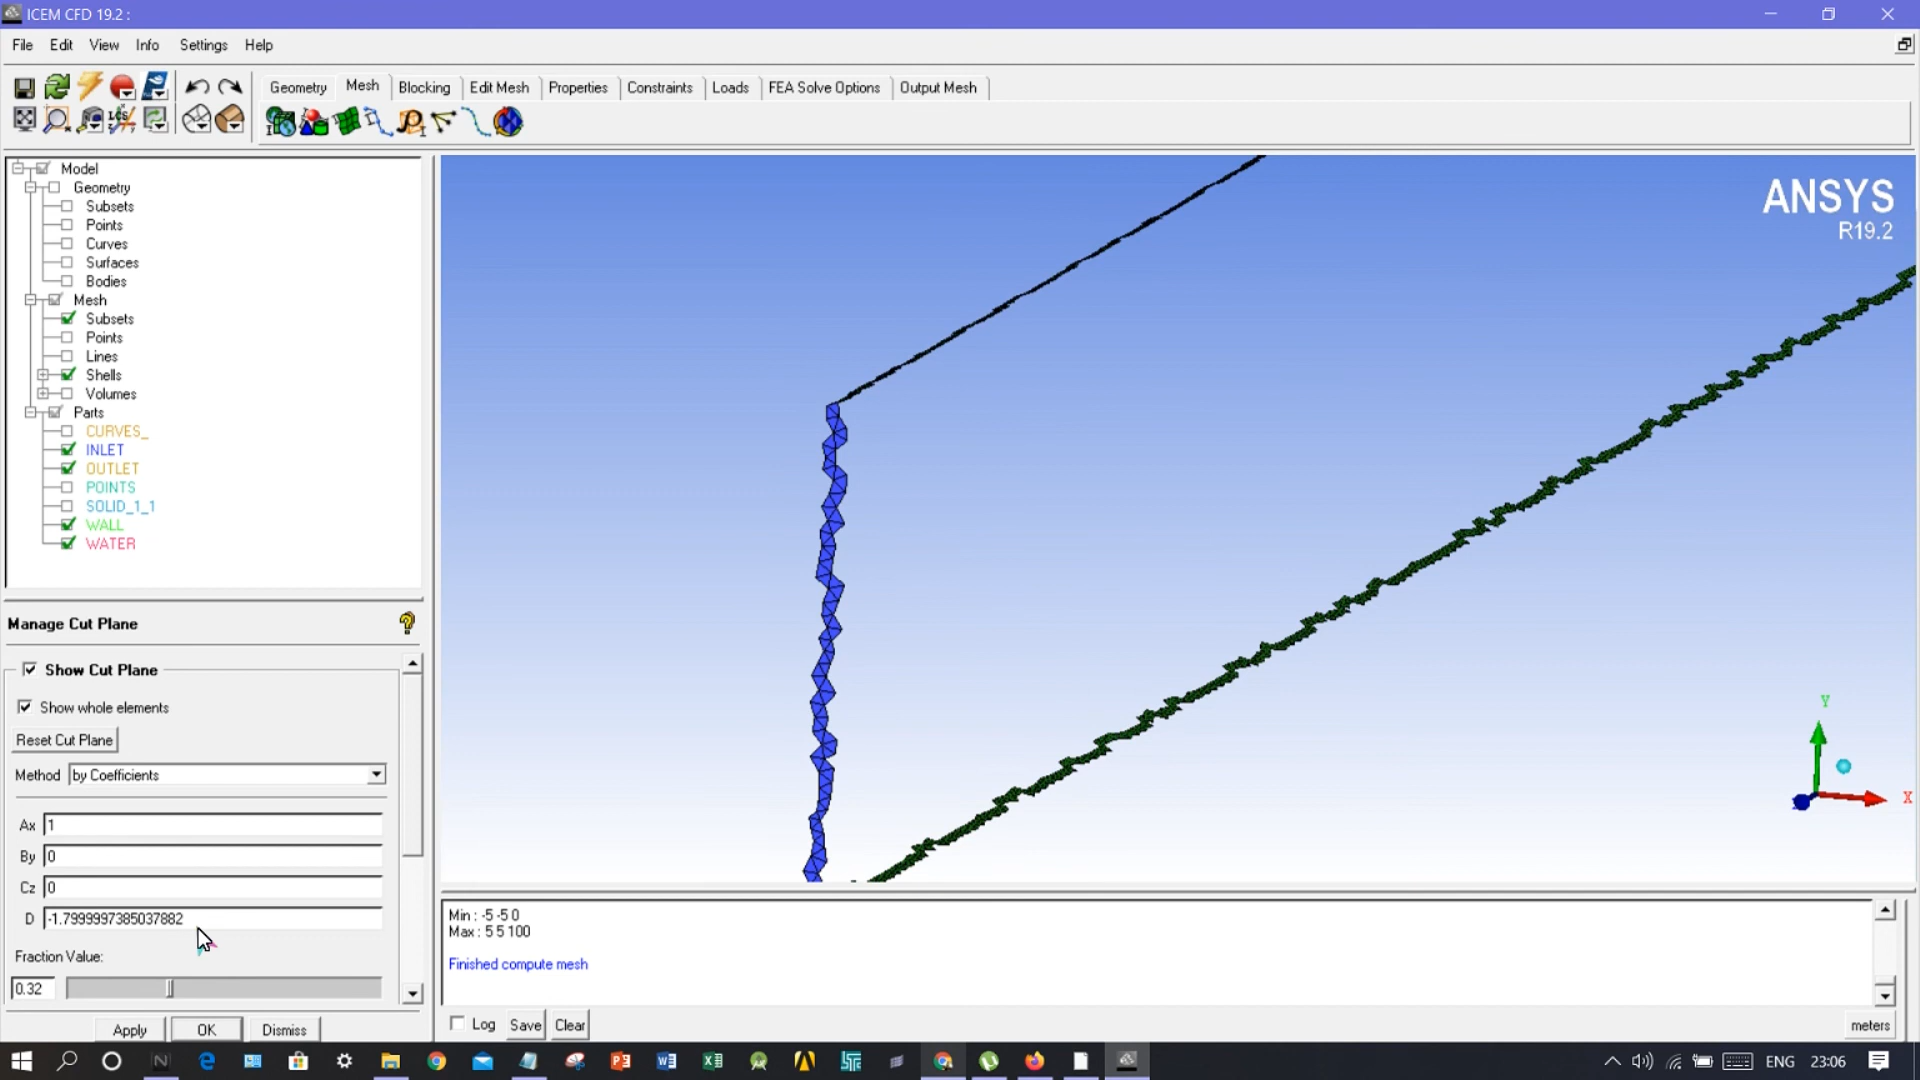 ICEM CFD 19.2 :
File Edit View Info Settings Help
Geometry Mesh Blocking Edit Mesh Properties Constraints Loads FEA Solve Options Output Mesh
Model
Geometry
Subsets
Points
Curves
Surfaces
Bodies
Mesh
Subsets
Points
Lines
Shells
Volumes
Parts
CURVES_
INLET
OUTLET
POINTS
SOLID_1_1
WALL
WATER
ANSYS
R19.2
Y
X
Manage Cut Plane
Show Cut Plane
Show whole elements
Reset Cut Plane
Method by Coefficients
Ax 1
By 0
Cz 0
D -1.7999997385037882
Fraction Value:
0.32
Apply OK Dismiss
Min : -5 -5 0
Max : 5 5 100
Finished compute mesh
Log Save Clear
meters
ENG 23:06